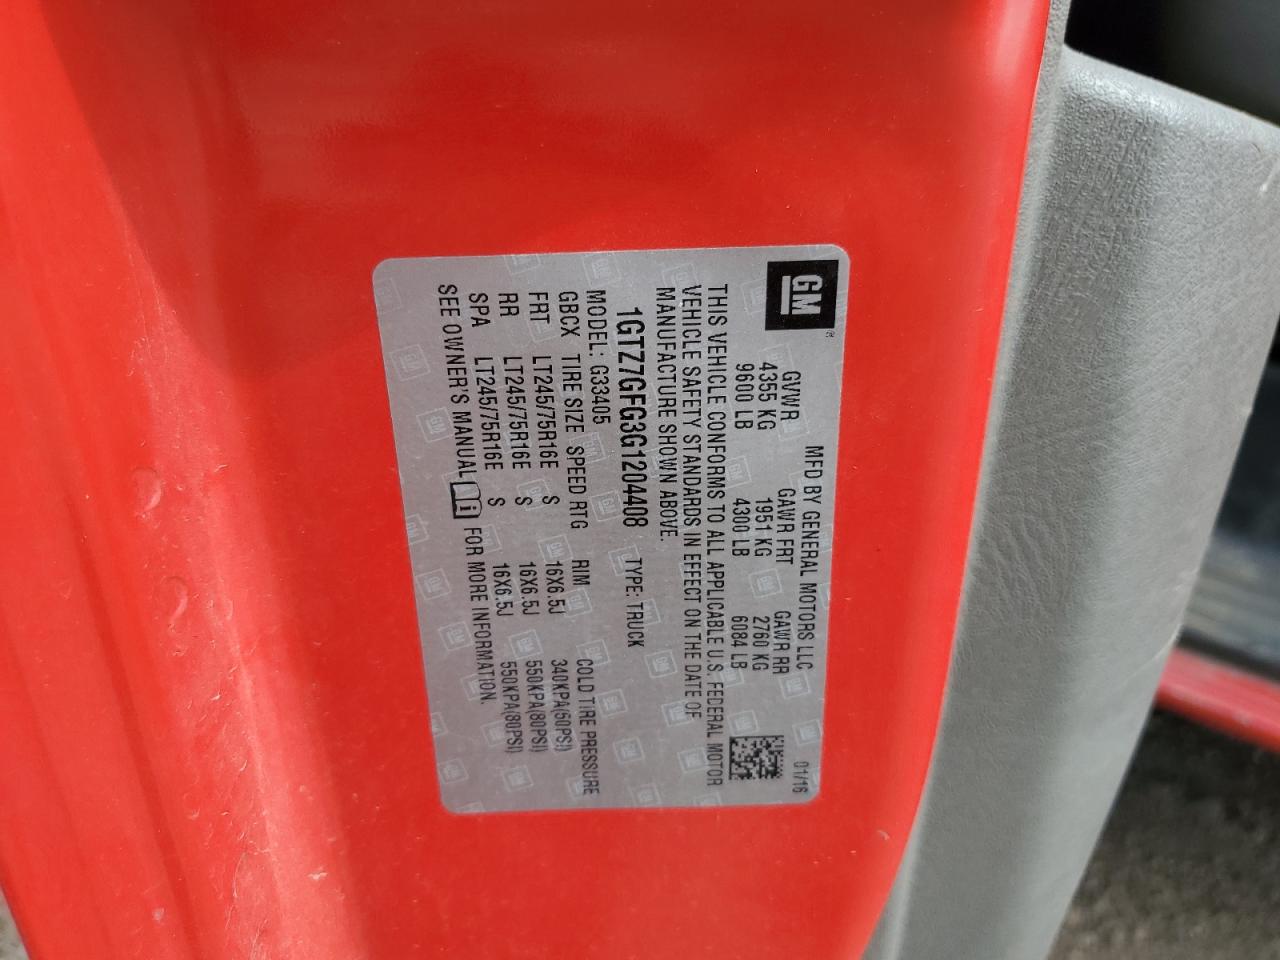 GM
MFD BY GENERAL MOTORS LLC 01/16
GVWR GAWR FRT GAWR RR
4355 KG 1951 KG 2760 KG
9600 LB 4300 LB 6084 LB
THIS VEHICLE CONFORMS TO ALL APPLICABLE U.S. FEDERAL MOTOR
VEHICLE SAFETY STANDARDS IN EFFECT ON THE DATE OF
MANUFACTURE SHOWN ABOVE.
1GTZ7GFG3G1204408 TYPE: TRUCK
MODEL: G33405
GBCX TIRE SIZE SPEED RTG RIM COLD TIRE PRESSURE
FRT LT245/75R16E S 16X6.5J 340KPA(50PSI)
RR LT245/75R16E S 16X6.5J 550KPA(80PSI)
SPA LT245/75R16E S 16X6.5J 550KPA(80PSI)
SEE OWNER'S MANUAL i FOR MORE INFORMATION.